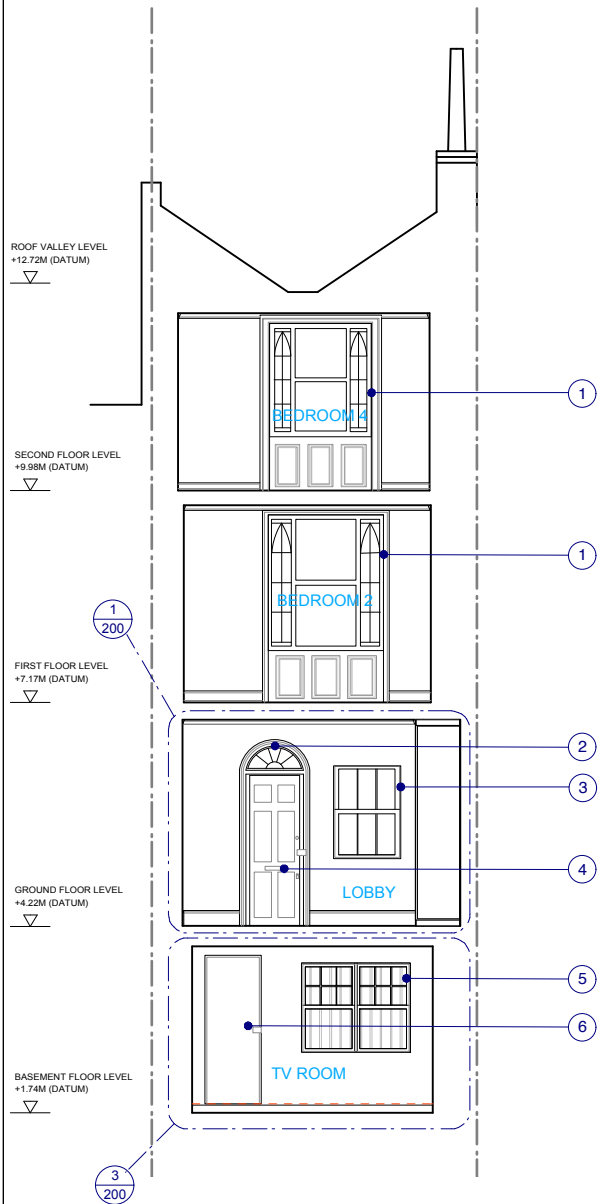 ROOF VALLEY LEVEL
+12.72M (DATUM)
BEDROOM 4
1
SECOND FLOOR LEVEL
+9.98M (DATUM)
1
BEDROOM 2
1
200
FIRST FLOOR LEVEL
+7.17M (DATUM)
2
3
4
LOBBY
GROUND FLOOR LEVEL
+4.22M (DATUM)
5
6
TV ROOM
BASEMENT FLOOR LEVEL
+1.74M (DATUM)
3
200